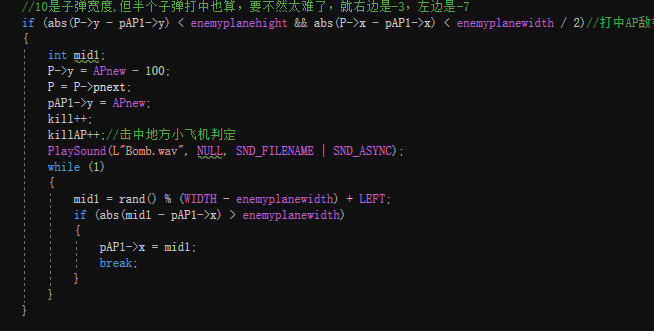 //10是子弹宽度,但半个子弹打中也算，要不然太难了，就右边是-3，左边是-7
if (abs(P->y - pAP1->y) < enemyplanehight && abs(P->x - pAP1->x) < enemyplanewidth / 2)//打中AP敌
{
int mid1;
P->y = APnew - 100;
P = P->pnext;
pAP1->y = APnew;
kill++;
killAP++;//击中地方小飞机判定
PlaySound(L"Bomb.wav", NULL, SND_FILENAME | SND_ASYNC);
while (1)
{
mid1 = rand() % (WIDTH - enemyplanewidth) + LEFT;
if (abs(mid1 - pAP1->x) > enemyplanewidth)
{
pAP1->x = mid1;
break;
}
}
}